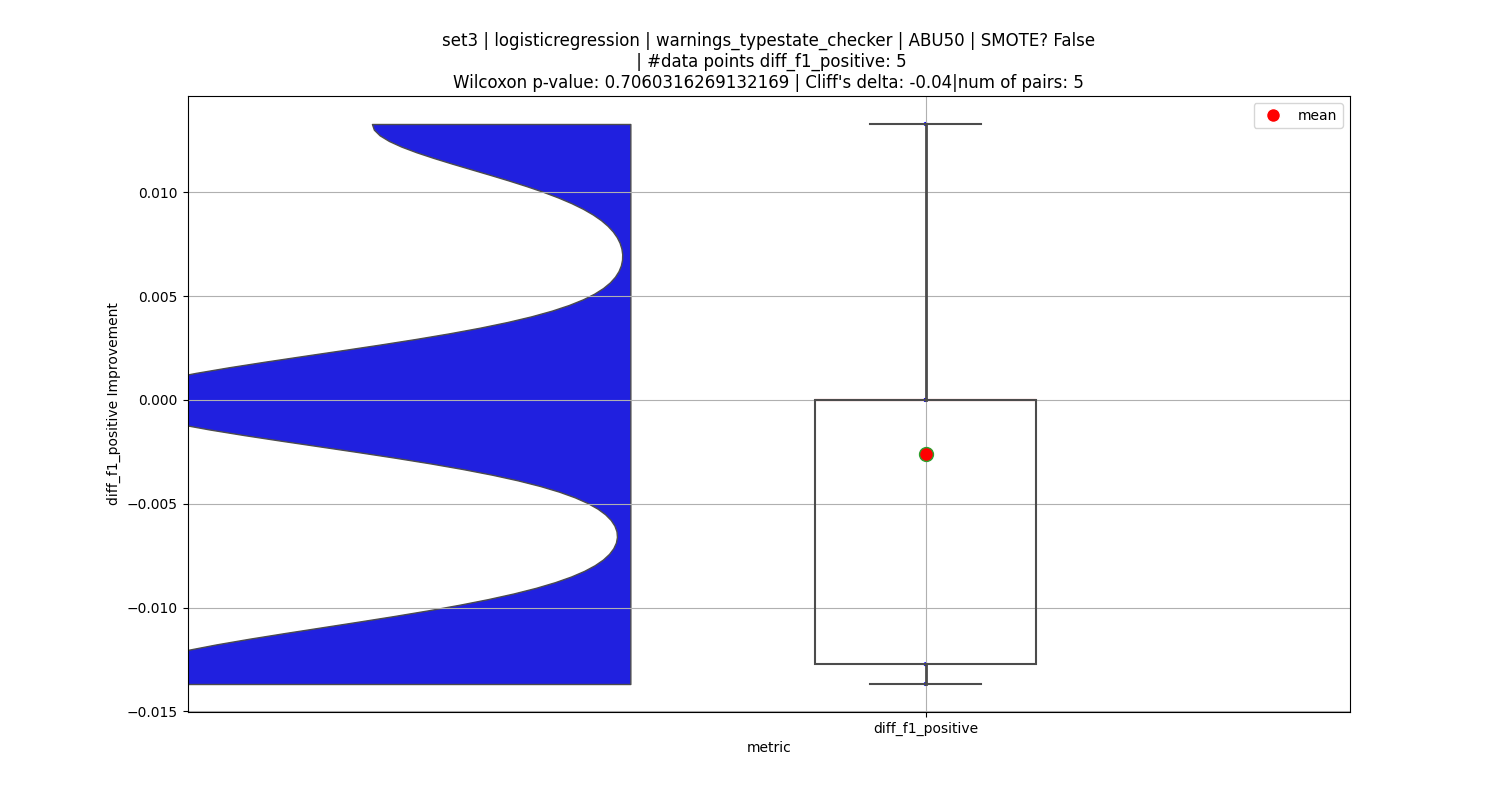 set3 | logisticregression | warnings_typestate_checker | ABU50 | SMOTE? False
| #data points diff_f1_positive: 5
Wilcoxon p-value: 0.7060316269132169 | Cliff's delta: -0.04|num of pairs: 5
mean
0.010
0.005
0.000
−0.005
−0.010
−0.015
diff_f1_positive Improvement
diff_f1_positive
metric